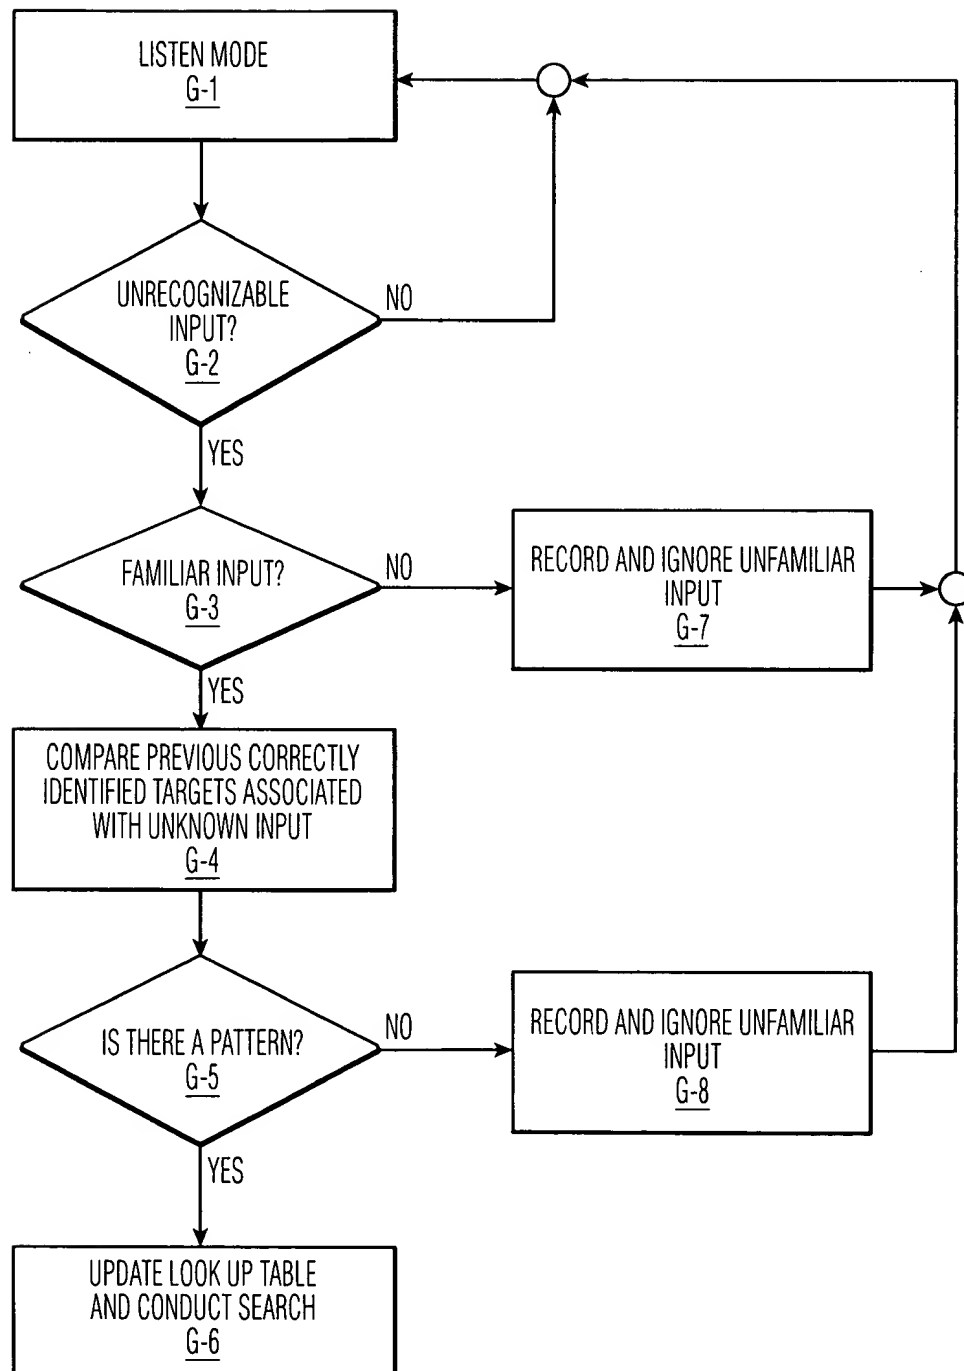 LISTEN MODE
G-1
UNRECOGNIZABLE
INPUT?
G-2
NO
YES
FAMILIAR INPUT?
G-3
NO
RECORD AND IGNORE UNFAMILIAR
INPUT
G-7
YES
COMPARE PREVIOUS CORRECTLY
IDENTIFIED TARGETS ASSOCIATED
WITH UNKNOWN INPUT
G-4
IS THERE A PATTERN?
G-5
NO
RECORD AND IGNORE UNFAMILIAR
INPUT
G-8
YES
UPDATE LOOK UP TABLE
AND CONDUCT SEARCH
G-6